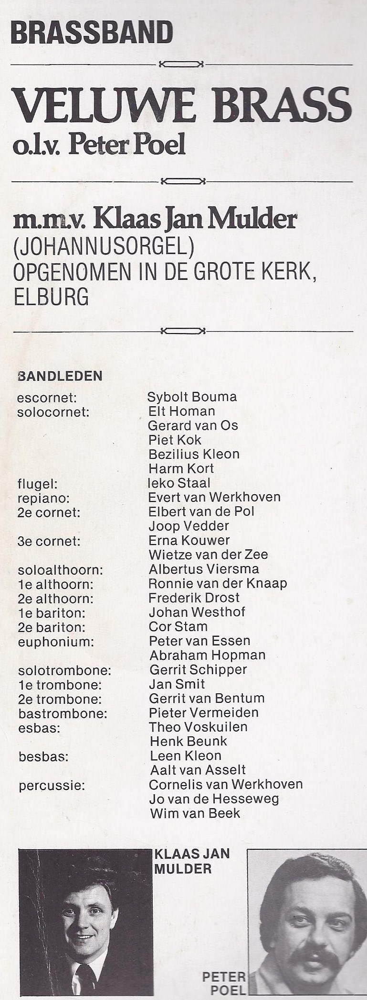 BRASSBAND
VELUWE BRASS
o.l.v. Peter Poel
m.m.v. Klaas Jan Mulder
(JOHANNUSORGEL)
OPGENOMEN IN DE GROTE KERK,
ELBURG
BANDLEDEN
escornet: Sybolt Bouma
solocornet: Elt Homan
Gerard van Os
Piet Kok
Bezilius Kleon
Harm Kort
flugel: Ieko Staal
repiano: Evert van Werkhoven
2e cornet: Elbert van de Pol
Joop Vedder
3e cornet: Erna Kouwer
Wietze van der Zee
soloalthoorn: Albertus Viersma
1e althoorn: Ronnie van der Knaap
2e althoorn: Frederik Drost
1e bariton: Johan Westhof
2e bariton: Cor Stam
euphonium: Peter van Essen
Abraham Hopman
solotrombone: Gerrit Schipper
1e trombone: Jan Smit
2e trombone: Gerrit van Bentum
bastrombone: Pieter Vermeiden
esbas: Theo Voskuilen
Henk Beunk
besbas: Leen Kleon
Aalt van Asselt
percussie: Cornelis van Werkhoven
Jo van de Hesseweg
Wim van Beek
KLAAS JAN
MULDER
PETER
POEL